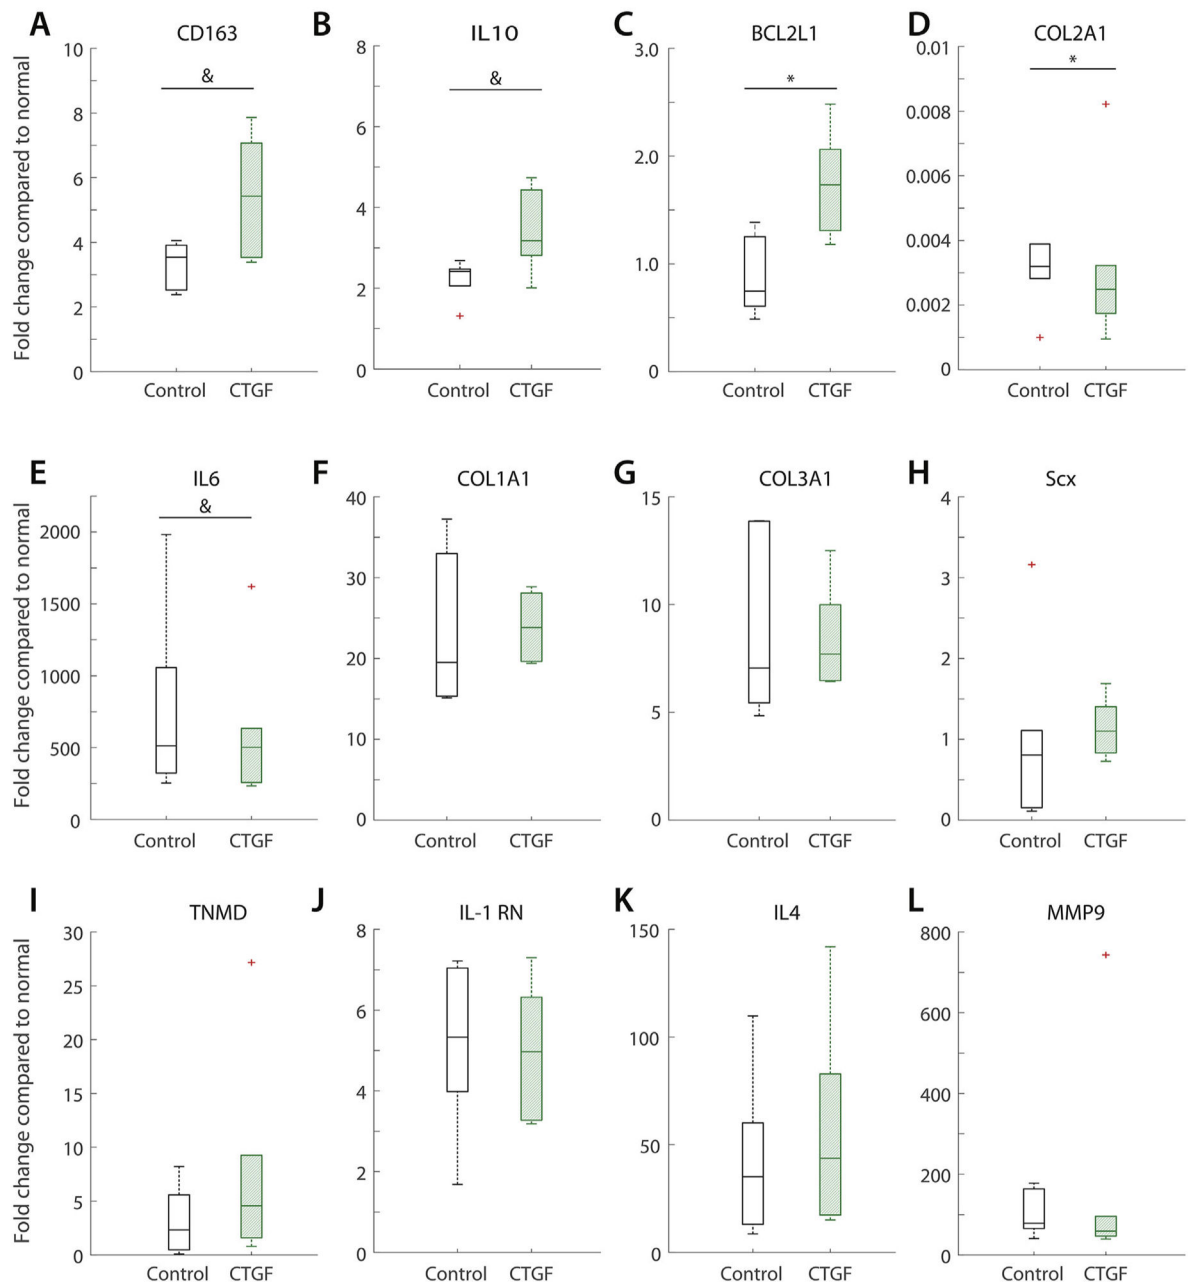 A CD163
Fold change compared to normal
10
8
6
4
2
0
&
Control CTGF
B IL10
8
6
4
2
0
&
Control CTGF
C BCL2L1
3.0
2.0
1.0
0
*
Control CTGF
D COL2A1
0.01
0.008
0.006
0.004
0.002
0
*
Control CTGF
E IL6
Fold change compared to normal
2000
1500
1000
500
0
&
Control CTGF
F COL1A1
40
30
20
10
0
Control CTGF
G COL3A1
15
10
5
0
Control CTGF
H Scx
4
3
2
1
0
Control CTGF
I TNMD
Fold change compared to normal
30
25
20
15
10
5
0
Control CTGF
J IL-1 RN
8
6
4
2
0
Control CTGF
K IL4
150
100
50
0
Control CTGF
L MMP9
800
600
400
200
0
Control CTGF